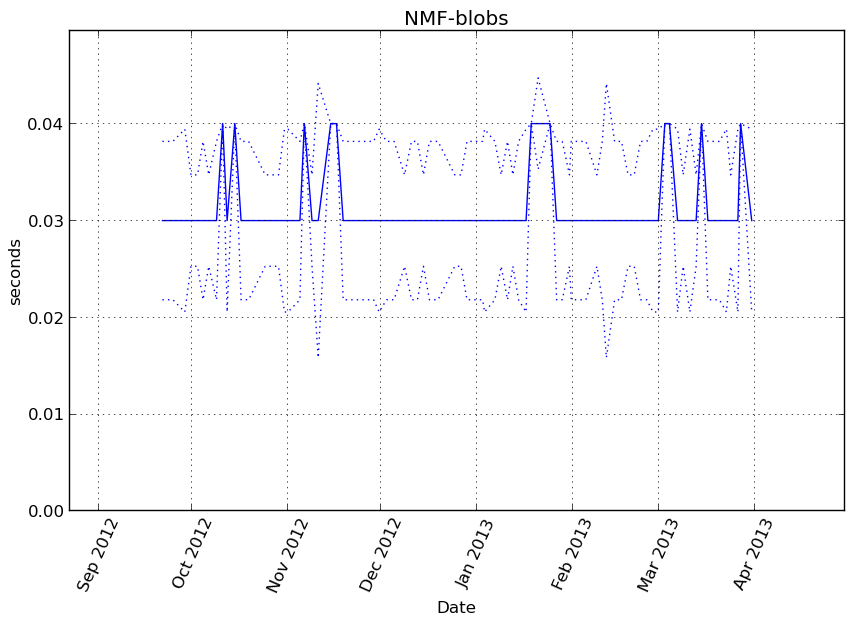 NMF-blobs
0.04
0.03
0.02
0.01
0.00
seconds
Sep 2012
Oct 2012
Nov 2012
Dec 2012
Jan 2013
Feb 2013
Mar 2013
Apr 2013
Date